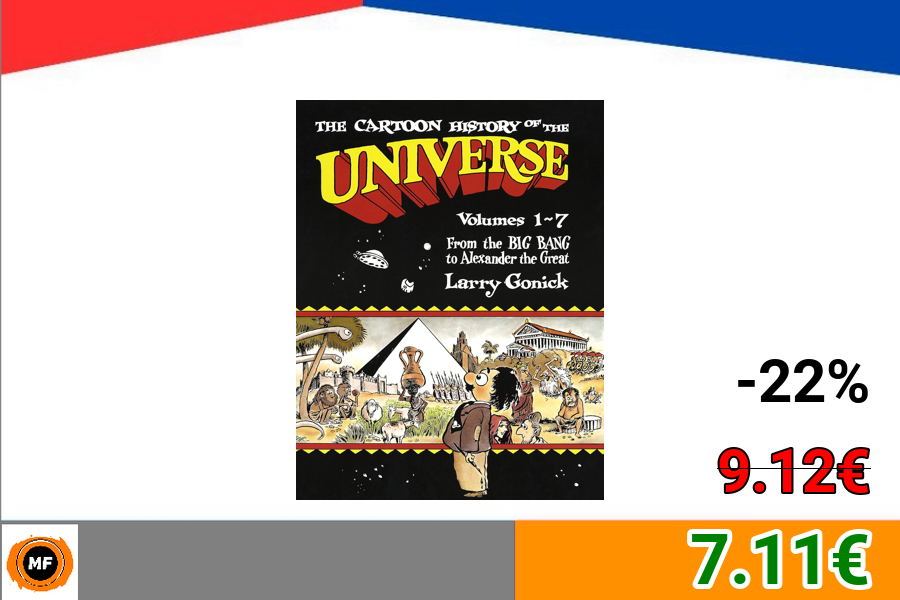 THE CARTOON HISTORY OF THE
UNIVERSE
Volumes 1~7
From the BIG BANG
to Alexander the Great
Larry Gonick
-22%
9.12€
7.11€
MF